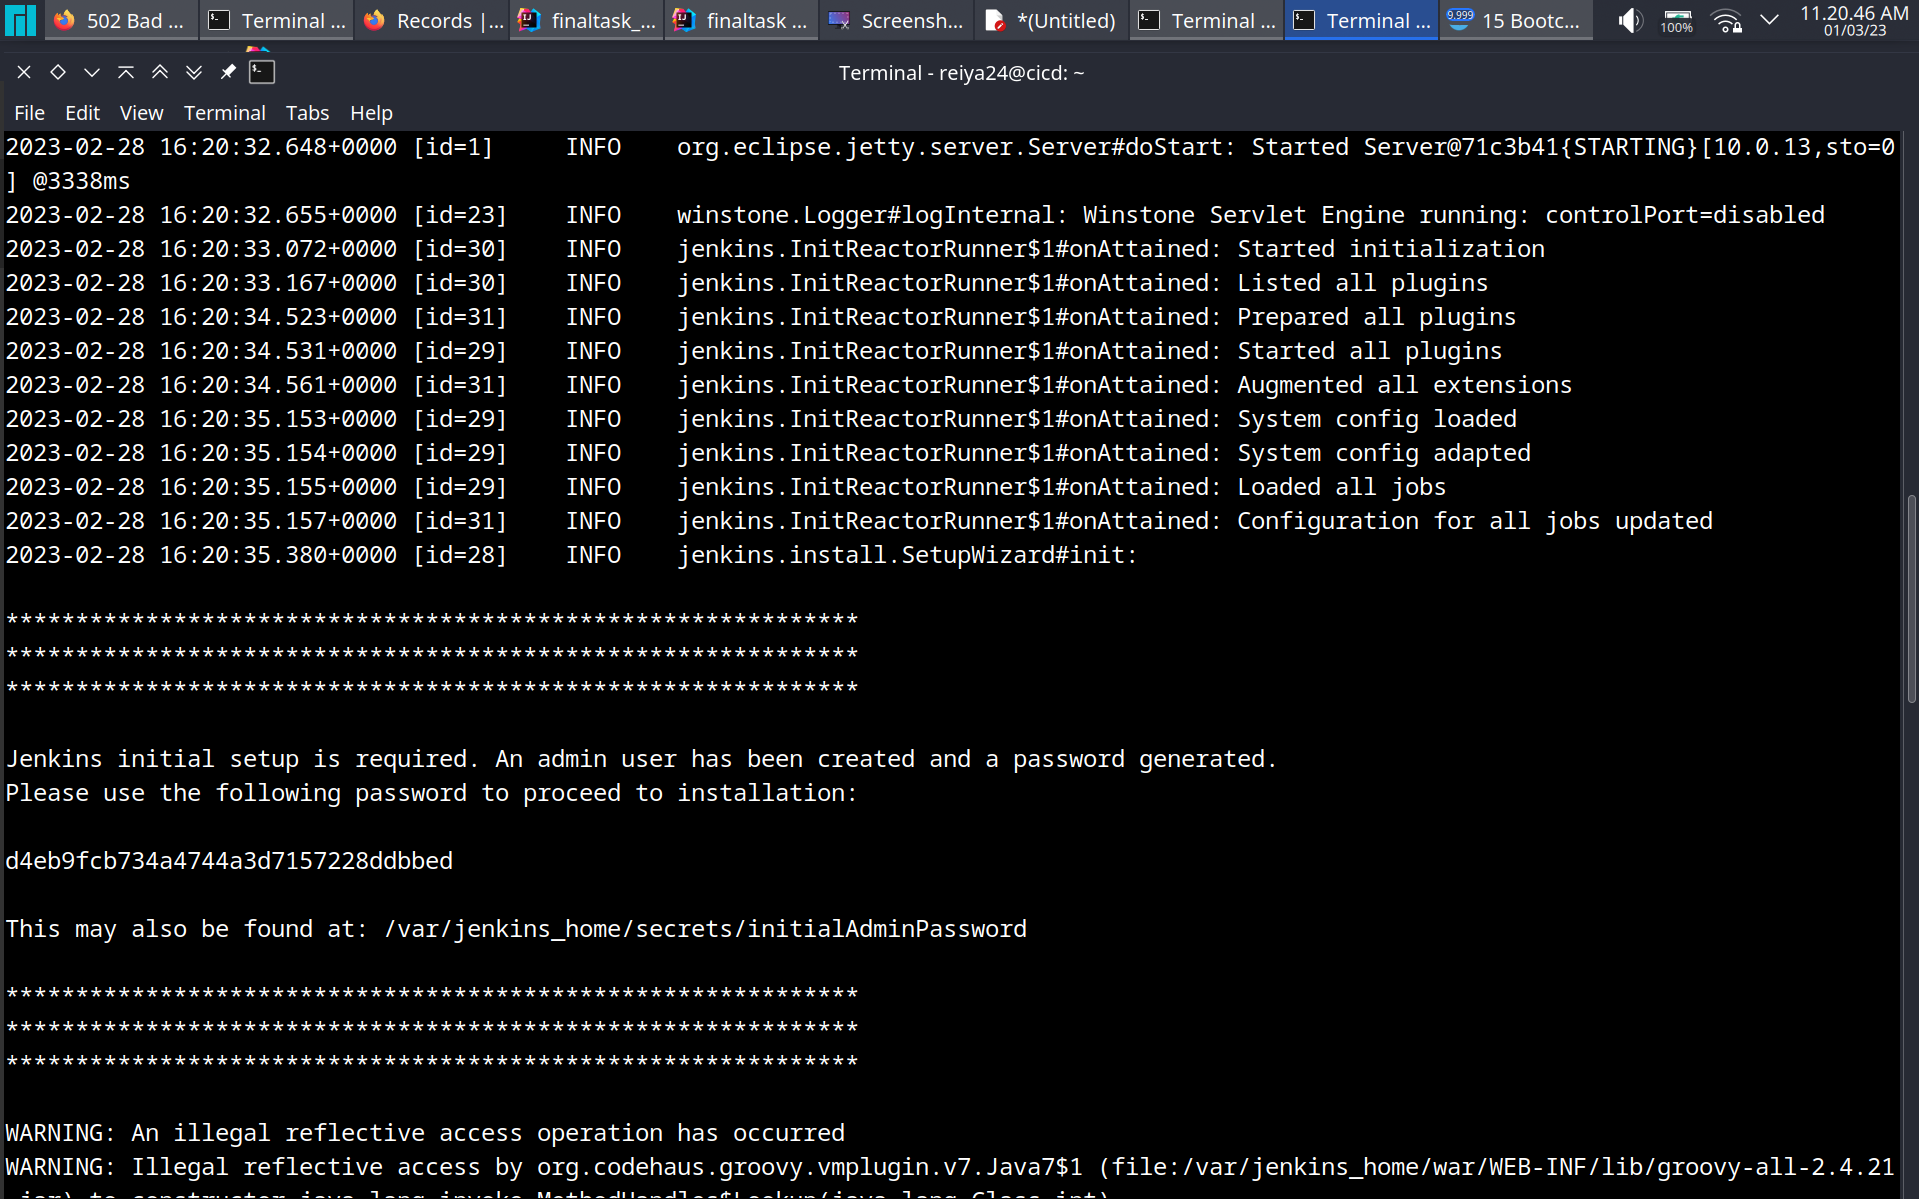 502 Bad ...
Terminal ...
Records |...
finaltask_...
finaltask ...
Screensh...
*(Untitled)
Terminal ...
Terminal ...
9.999
15 Bootc...
100%
11.20.46 AM
01/03/23
Terminal - reiya24@cicd: ~
File Edit View Terminal Tabs Help
2023-02-28 16:20:32.648+0000 [id=1] INFO org.eclipse.jetty.server.Server#doStart: Started Server@71c3b41{STARTING}[10.0.13,sto=0
] @3338ms
2023-02-28 16:20:32.655+0000 [id=23] INFO winstone.Logger#logInternal: Winstone Servlet Engine running: controlPort=disabled
2023-02-28 16:20:33.072+0000 [id=30] INFO jenkins.InitReactorRunner$1#onAttained: Started initialization
2023-02-28 16:20:33.167+0000 [id=30] INFO jenkins.InitReactorRunner$1#onAttained: Listed all plugins
2023-02-28 16:20:34.523+0000 [id=31] INFO jenkins.InitReactorRunner$1#onAttained: Prepared all plugins
2023-02-28 16:20:34.531+0000 [id=29] INFO jenkins.InitReactorRunner$1#onAttained: Started all plugins
2023-02-28 16:20:34.561+0000 [id=31] INFO jenkins.InitReactorRunner$1#onAttained: Augmented all extensions
2023-02-28 16:20:35.153+0000 [id=29] INFO jenkins.InitReactorRunner$1#onAttained: System config loaded
2023-02-28 16:20:35.154+0000 [id=29] INFO jenkins.InitReactorRunner$1#onAttained: System config adapted
2023-02-28 16:20:35.155+0000 [id=29] INFO jenkins.InitReactorRunner$1#onAttained: Loaded all jobs
2023-02-28 16:20:35.157+0000 [id=31] INFO jenkins.InitReactorRunner$1#onAttained: Configuration for all jobs updated
2023-02-28 16:20:35.380+0000 [id=28] INFO jenkins.install.SetupWizard#init:
*************************************************************
*************************************************************
*************************************************************
Jenkins initial setup is required. An admin user has been created and a password generated.
Please use the following password to proceed to installation:
d4eb9fcb734a4744a3d7157228ddbbed
This may also be found at: /var/jenkins_home/secrets/initialAdminPassword
*************************************************************
*************************************************************
*************************************************************
WARNING: An illegal reflective access operation has occurred
WARNING: Illegal reflective access by org.codehaus.groovy.vmplugin.v7.Java7$1 (file:/var/jenkins_home/war/WEB-INF/lib/groovy-all-2.4.21
.jar) to constructor java.lang.invoke.MethodHandles$Lookup(java.lang.Class,int)